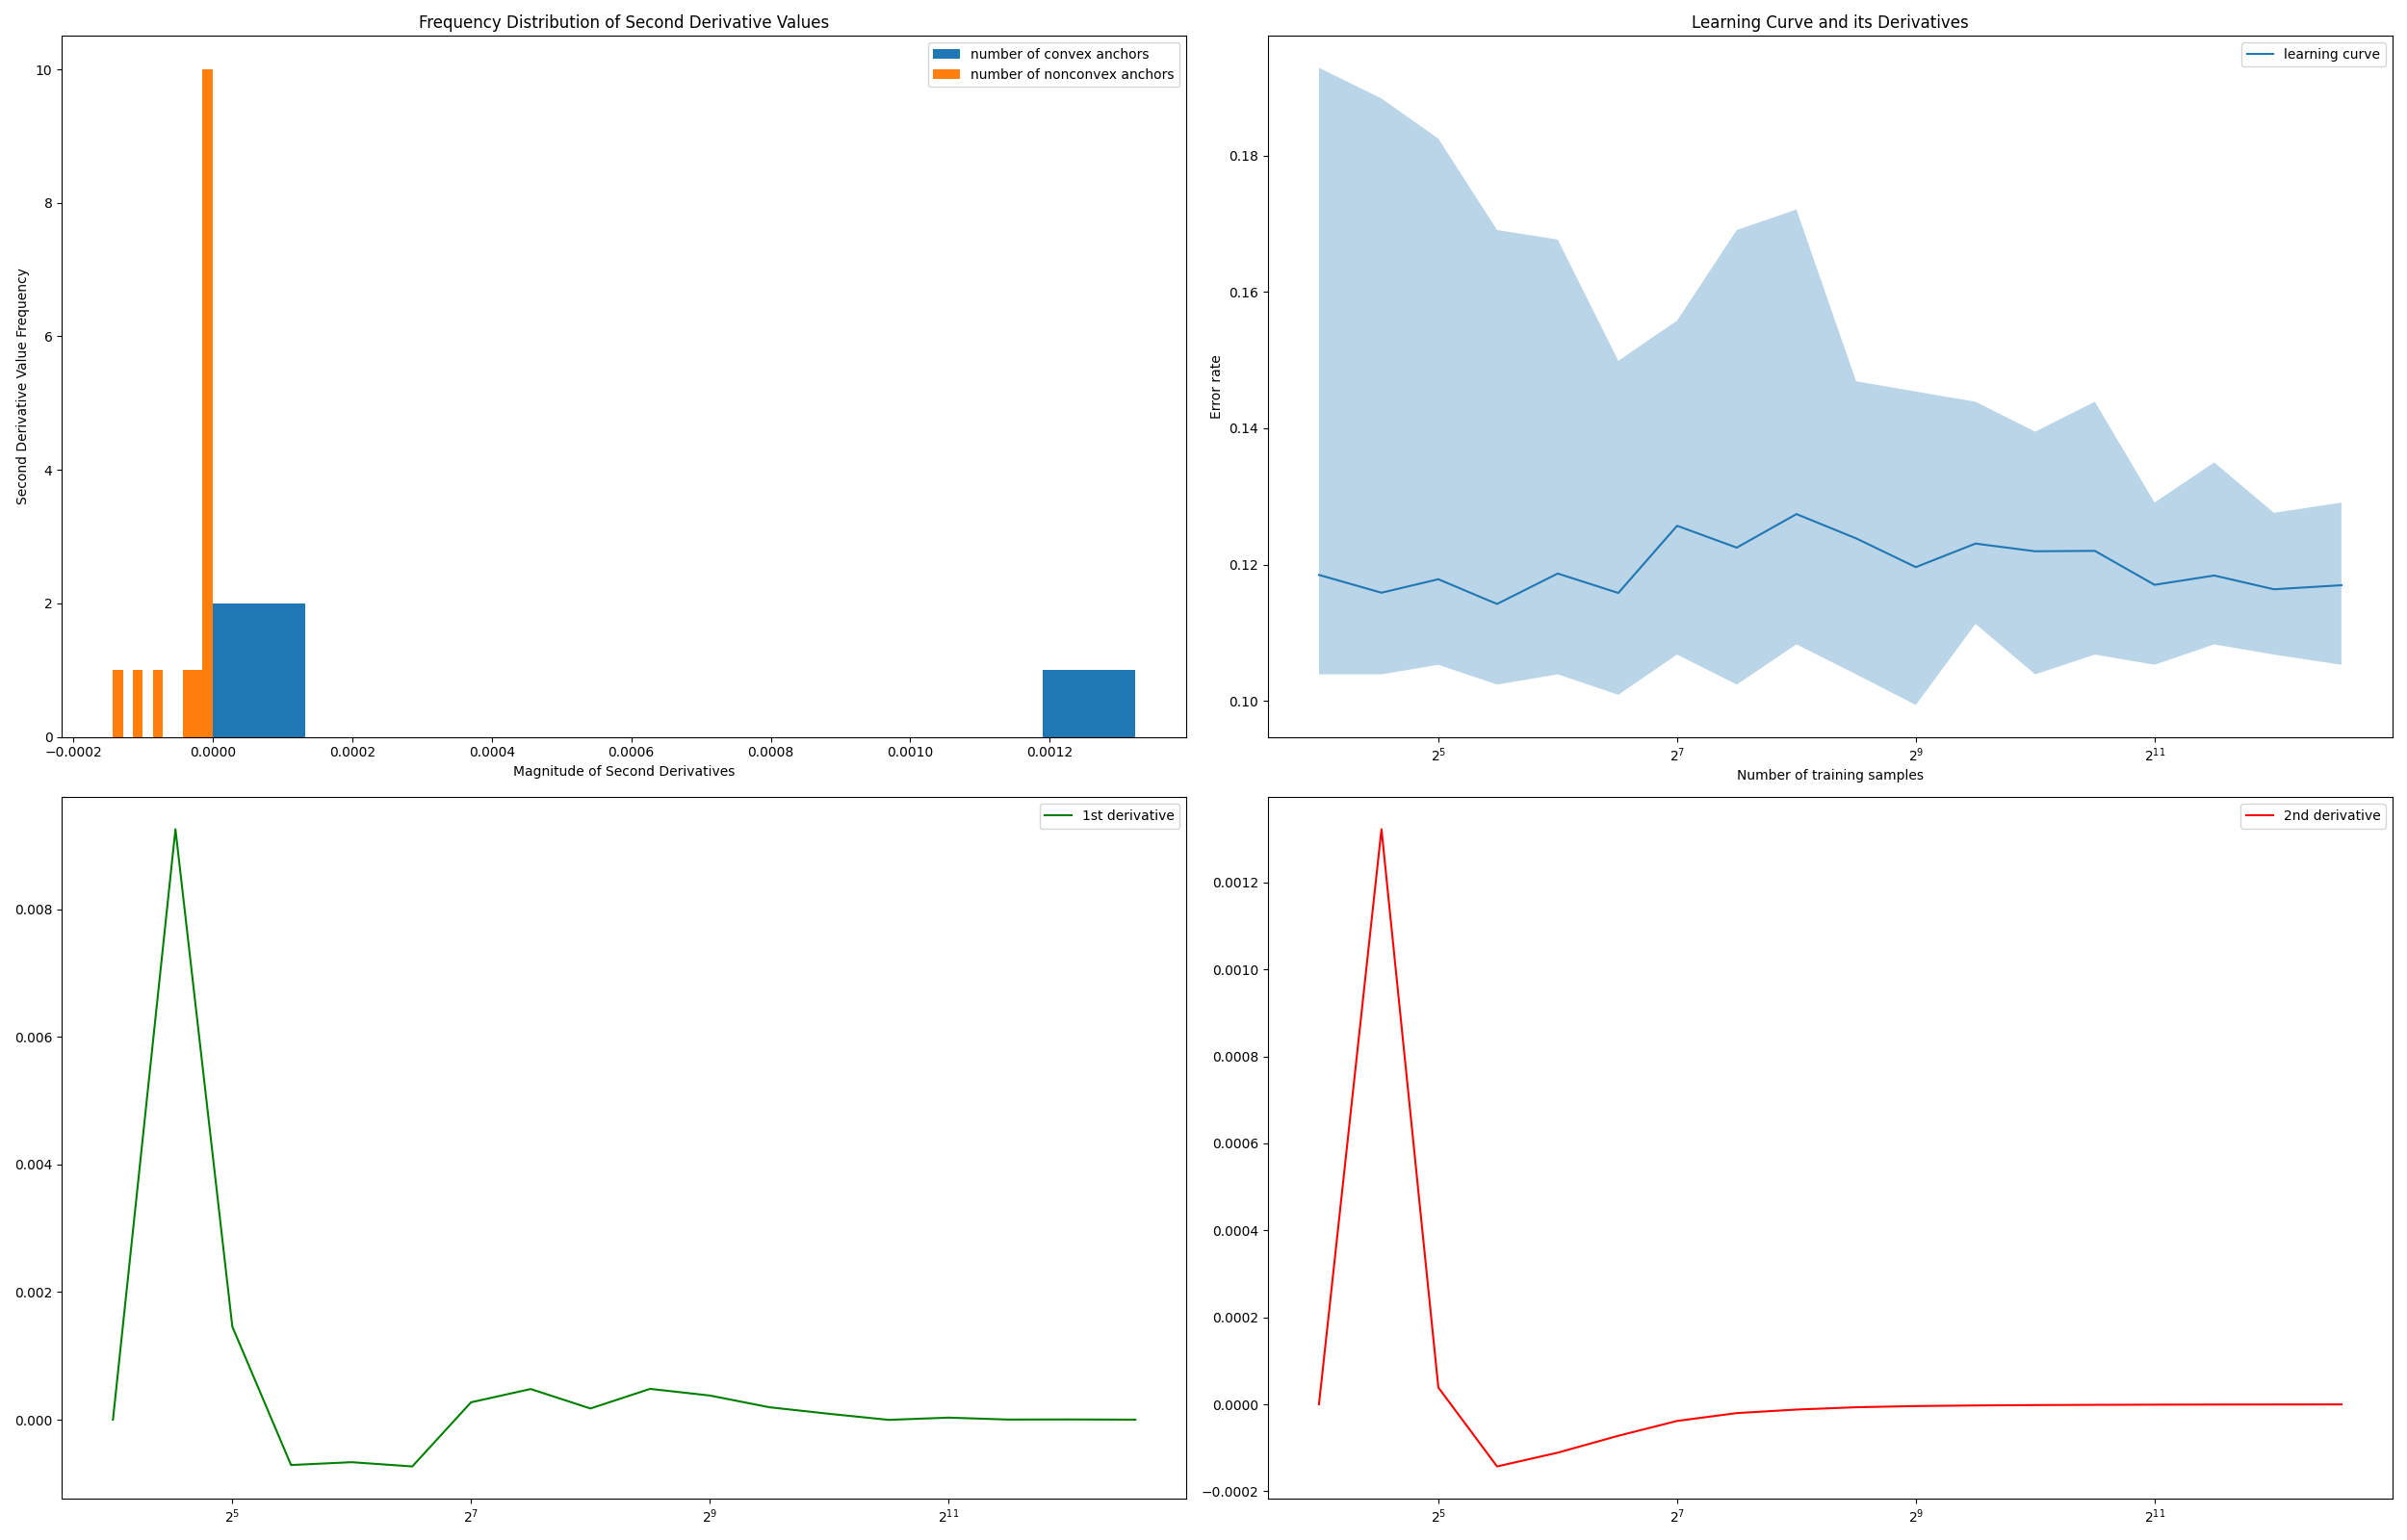 Frequency Distribution of Second Derivative Values
number of convex anchors
number of nonconvex anchors
Second Derivative Value Frequency
10
8
6
4
2
0
−0.0002 0.0000 0.0002 0.0004 0.0006 0.0008 0.0010 0.0012
Magnitude of Second Derivatives
Learning Curve and its Derivatives
learning curve
Error rate
0.18
0.16
0.14
0.12
0.10
2⁵ 2⁷ 2⁹ 2¹¹
Number of training samples
1st derivative
0.008
0.006
0.004
0.002
0.000
2⁵ 2⁷ 2⁹ 2¹¹
2nd derivative
0.0012
0.0010
0.0008
0.0006
0.0004
0.0002
0.0000
−0.0002
2⁵ 2⁷ 2⁹ 2¹¹